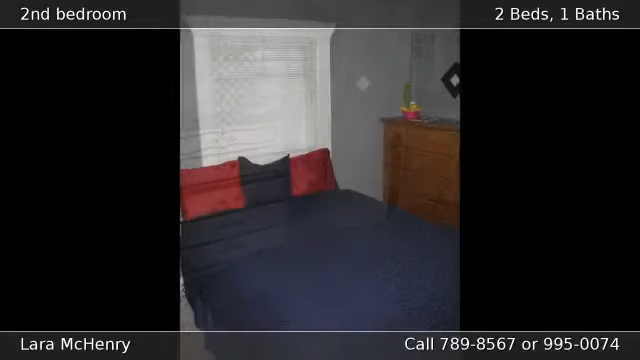 2nd bedroom
2 Beds, 1 Baths
Lara McHenry
Call 789-8567 or 995-0074